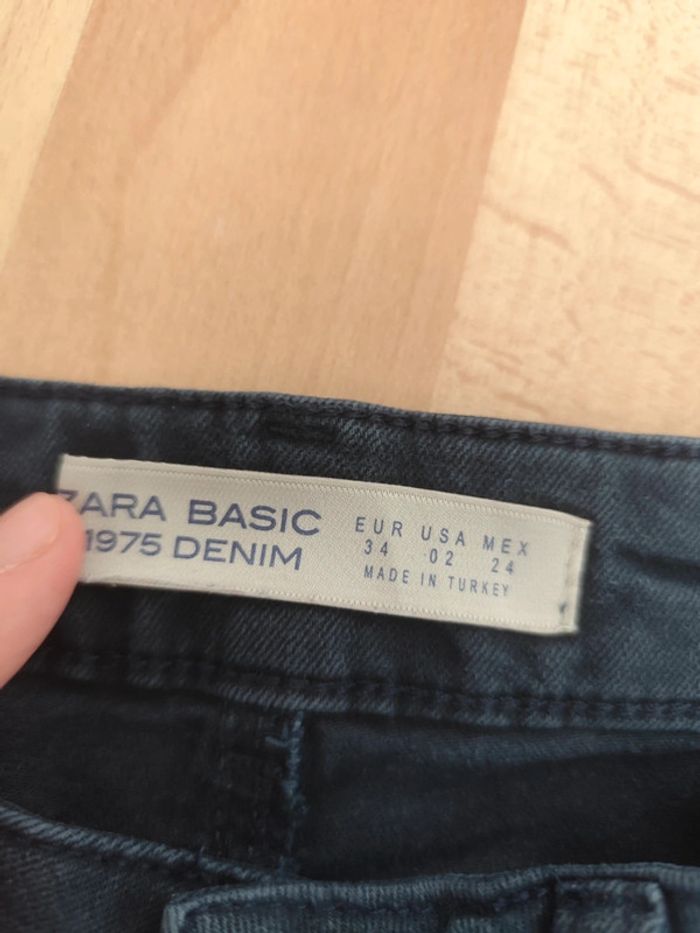 ZARA BASIC
1975 DENIM
EUR USA MEX
34 02 24
MADE IN TURKEY